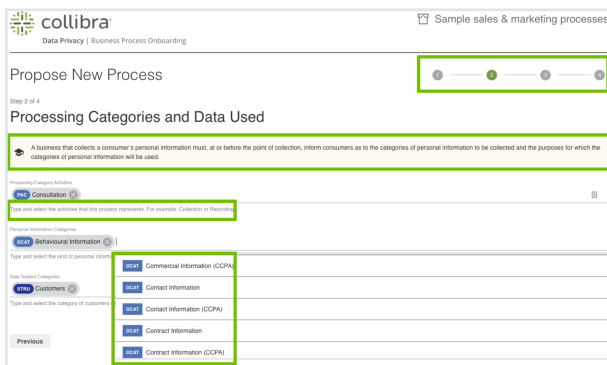 collibra
Sample sales & marketing processes
Data Privacy | Business Process Onboarding
Propose New Process
1 2 3 4
Step 2 of 4
Processing Categories and Data Used
A business that collects a consumer's personal information must, at or before the point of collection, inform consumers as to the categories of personal information to be collected and the purposes for which the
categories of personal information will be used.
Processing Category Activities
PAC Consultation
Type and select the activities that this process represents. For example: Collection or Recording
Personal Information Categories
DCAT Behavioural Information
Type and select the kind of personal inform
DCAT Commercial Information (CCPA)
Data Subject Categories
DCAT Contact Information
STRU Customers
Type and select the category of customers
DCAT Contact Information (CCPA)
DCAT Contract Information
Previous
DCAT Contract Information (CCPA)